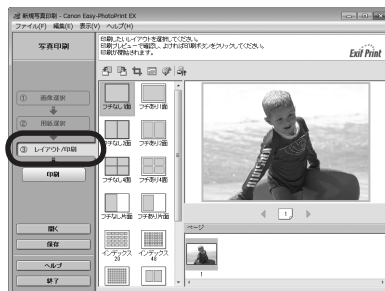 新規写真印刷 - Canon Easy-PhotoPrint EX
ファイル(F) 編集(E) 表示(V) ヘルプ(H)
写真印刷
印刷したいレイアウトを選択してください。
印刷プレビューで確認し、よければ印刷ボタンをクリックしてください。
印刷が開始されます。
Exif Print
① 画像選択
② 用紙選択
③ レイアウト/印刷
印刷
開く
保存
ヘルプ
終了
フチなし1面 フチあり1面
フチなし2面 フチあり2面
フチなし4面 フチあり4面
フチなし片面 フチあり片面
インデックス 20 インデックス 48
1
ページ
1